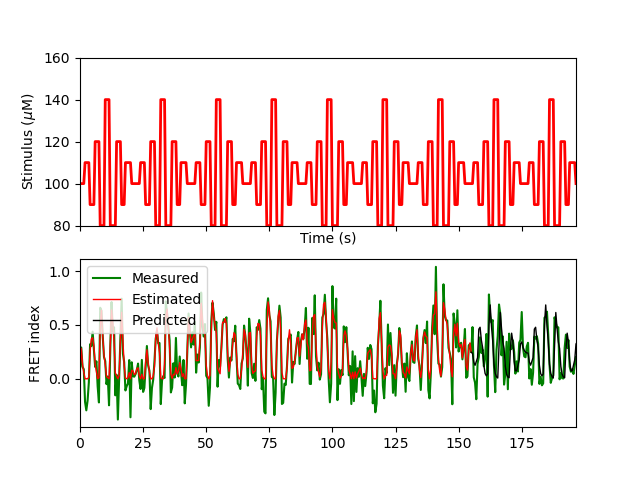 160
140
120
100
80
Stimulus (μM)
Time (s)
1.0
0.5
0.0
FRET index
Measured
Estimated
Predicted
0 25 50 75 100 125 150 175